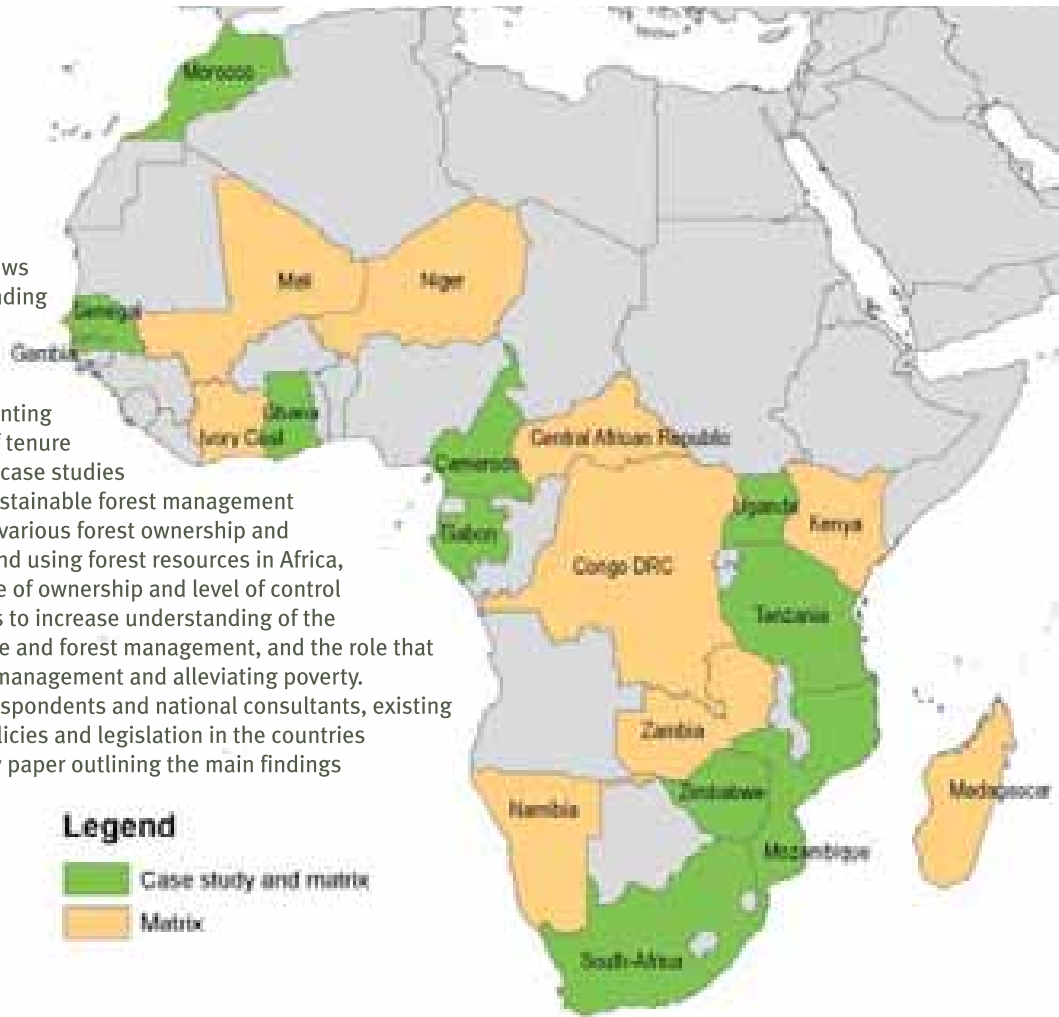 Morocco
ws
ding
Mali
Niger
Senegal
Gambia
nting
f tenure
case studies
stainable forest management
various forest ownership and
nd using forest resources in Africa,
e of ownership and level of control
s to increase understanding of the
e and forest management, and the role that
management and alleviating poverty.
spondents and national consultants, existing
licies and legislation in the countries
y paper outlining the main findings
Ghana
Ivory Coast
Central African Republic
Cameroon
Gabon
Uganda
Kenya
Congo DRC
Tanzania
Zambia
Zimbabwe
Namibia
Mozambique
Madagascar
South-Africa
Legend
Case study and matrix
Matrix